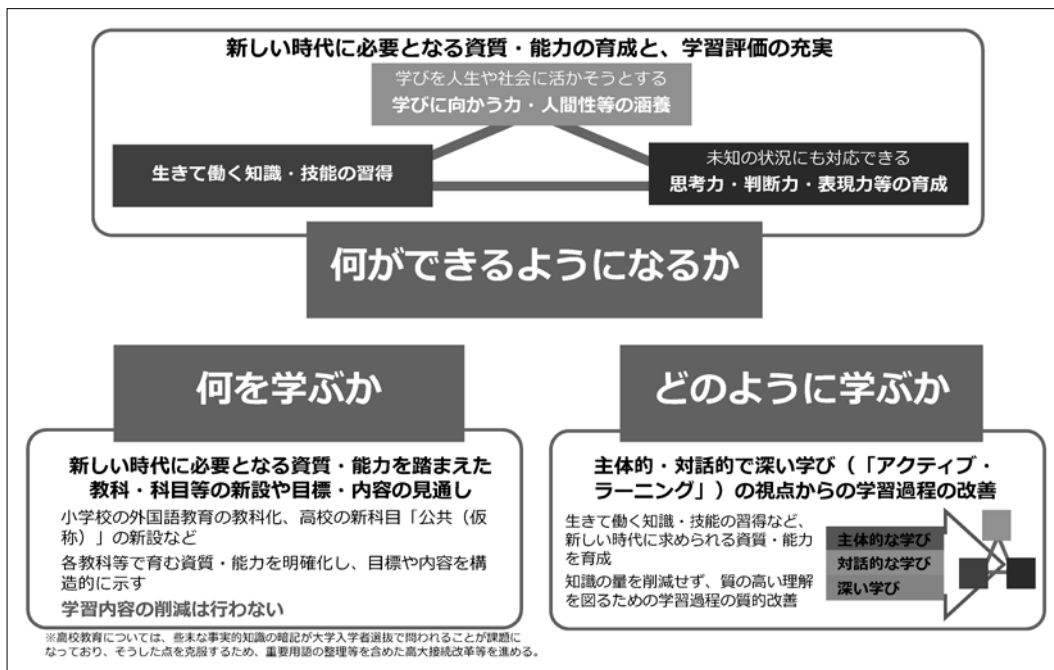 新しい時代に必要となる資質・能力の育成と、学習評価の充実
学びを人生や社会に活かそうとする
学びに向かう力・人間性等の涵養
生きて働く知識・技能の習得
未知の状況にも対応できる
思考力・判断力・表現力等の育成
何ができるようになるか
何を学ぶか
新しい時代に必要となる資質・能力を踏まえた
教科・科目等の新設や目標・内容の見通し
小学校の外国語教育の教科化、高校の新科目「公共（仮
称）」の新設など
各教科等で育む資質・能力を明確化し、目標や内容を構
造的に示す
学習内容の削減は行わない
※高校教育については、些末な事実的知識の暗記が大学入学者選抜で問われることが課題に
なっており、そうした点を克服するため、重要用語の整理等を含めた高大接続改革等を進める。
どのように学ぶか
主体的・対話的で深い学び（「アクティブ・
ラーニング」）の視点からの学習過程の改善
生きて働く知識・技能の習得など、
新しい時代に求められる資質・能力
を育成
知識の量を削減せず、質の高い理解
を図るための学習過程の質的改善
主体的な学び
対話的な学び
深い学び